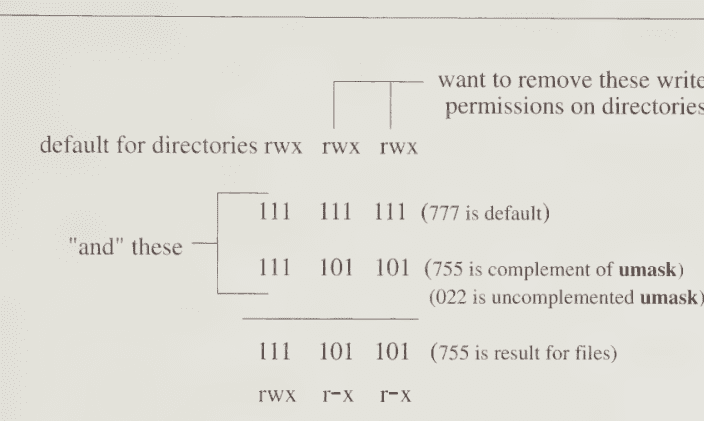 want to remove these write
permissions on directories
default for directories rwx rwx rwx
111 111 111 (777 is default)
"and" these
111 101 101 (755 is complement of umask)
(022 is uncomplemented umask)
111 101 101 (755 is result for files)
rwx r-x r-x